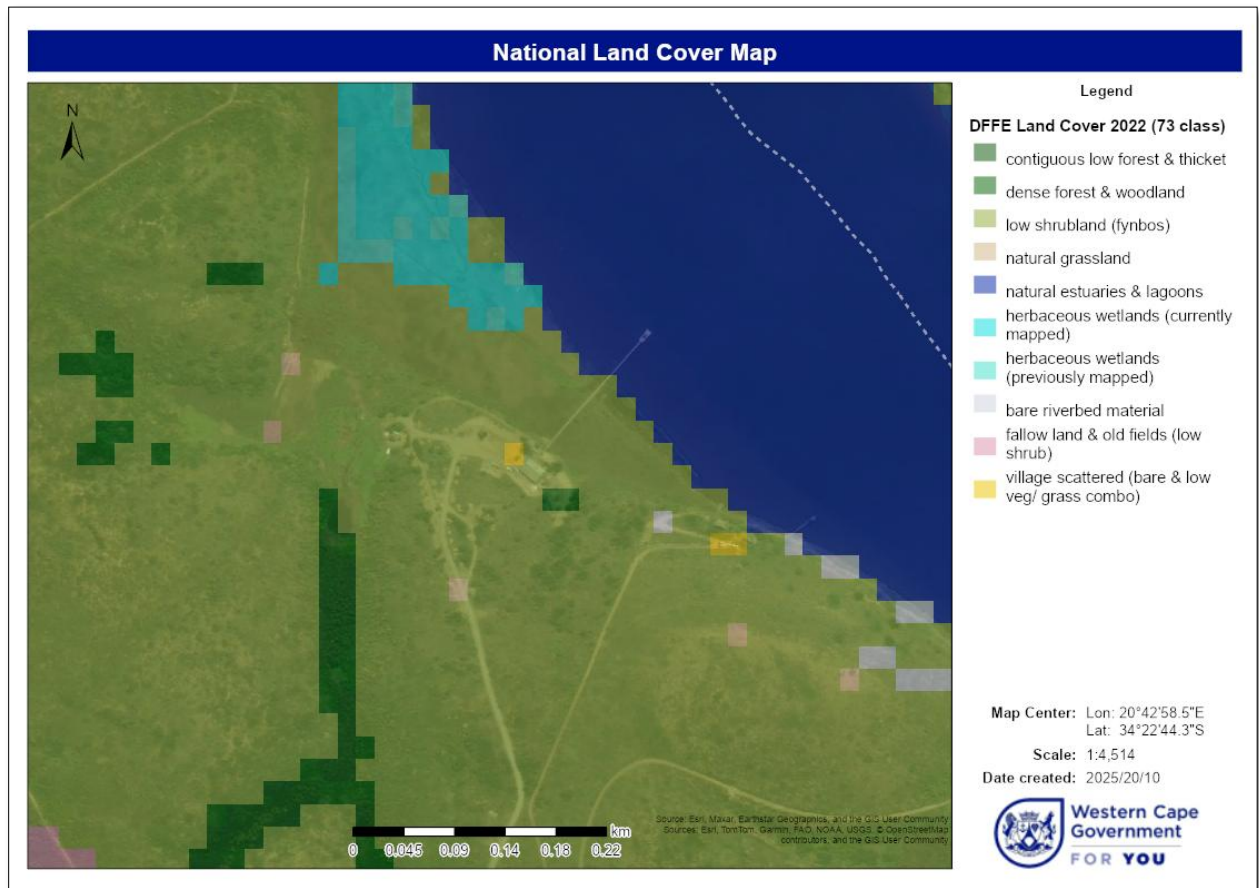 National Land Cover Map
N
Legend
DFFE Land Cover 2022 (73 class)
contiguous low forest & thicket
dense forest & woodland
low shrubland (fynbos)
natural grassland
natural estuaries & lagoons
herbaceous wetlands (currently
mapped)
herbaceous wetlands
(previously mapped)
bare riverbed material
fallow land & old fields (low
shrub)
village scattered (bare & low
veg/ grass combo)
Map Center: Lon: 20°42'58.5"E
Lat: 34°22'44.3"S
Scale: 1:4,514
Date created: 2025/20/10
Western Cape
Government
FOR YOU
Source: Esri, Maxar, Earthstar Geographics, and the GIS User Community
Sources: Esri, TomTom, Garmin, FAO, NOAA, USGS, © OpenStreetMap
contributors, and the GIS User Community
km
0 0.045 0.09 0.14 0.18 0.22